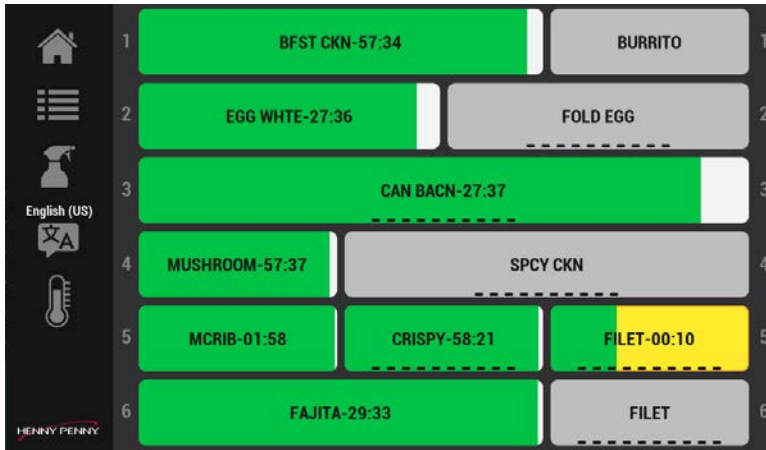 1 BFST CKN-57:34 BURRITO 1
2 EGG WHTE-27:36 FOLD EGG 2
3 CAN BACN-27:37 3
English (US)
文A
4 MUSHROOM-57:37 SPCY CKN 4
5 MCRIB-01:58 CRISPY-58:21 FILET-00:10 5
6 FAJITA-29:33 FILET 6
HENNY PENNY